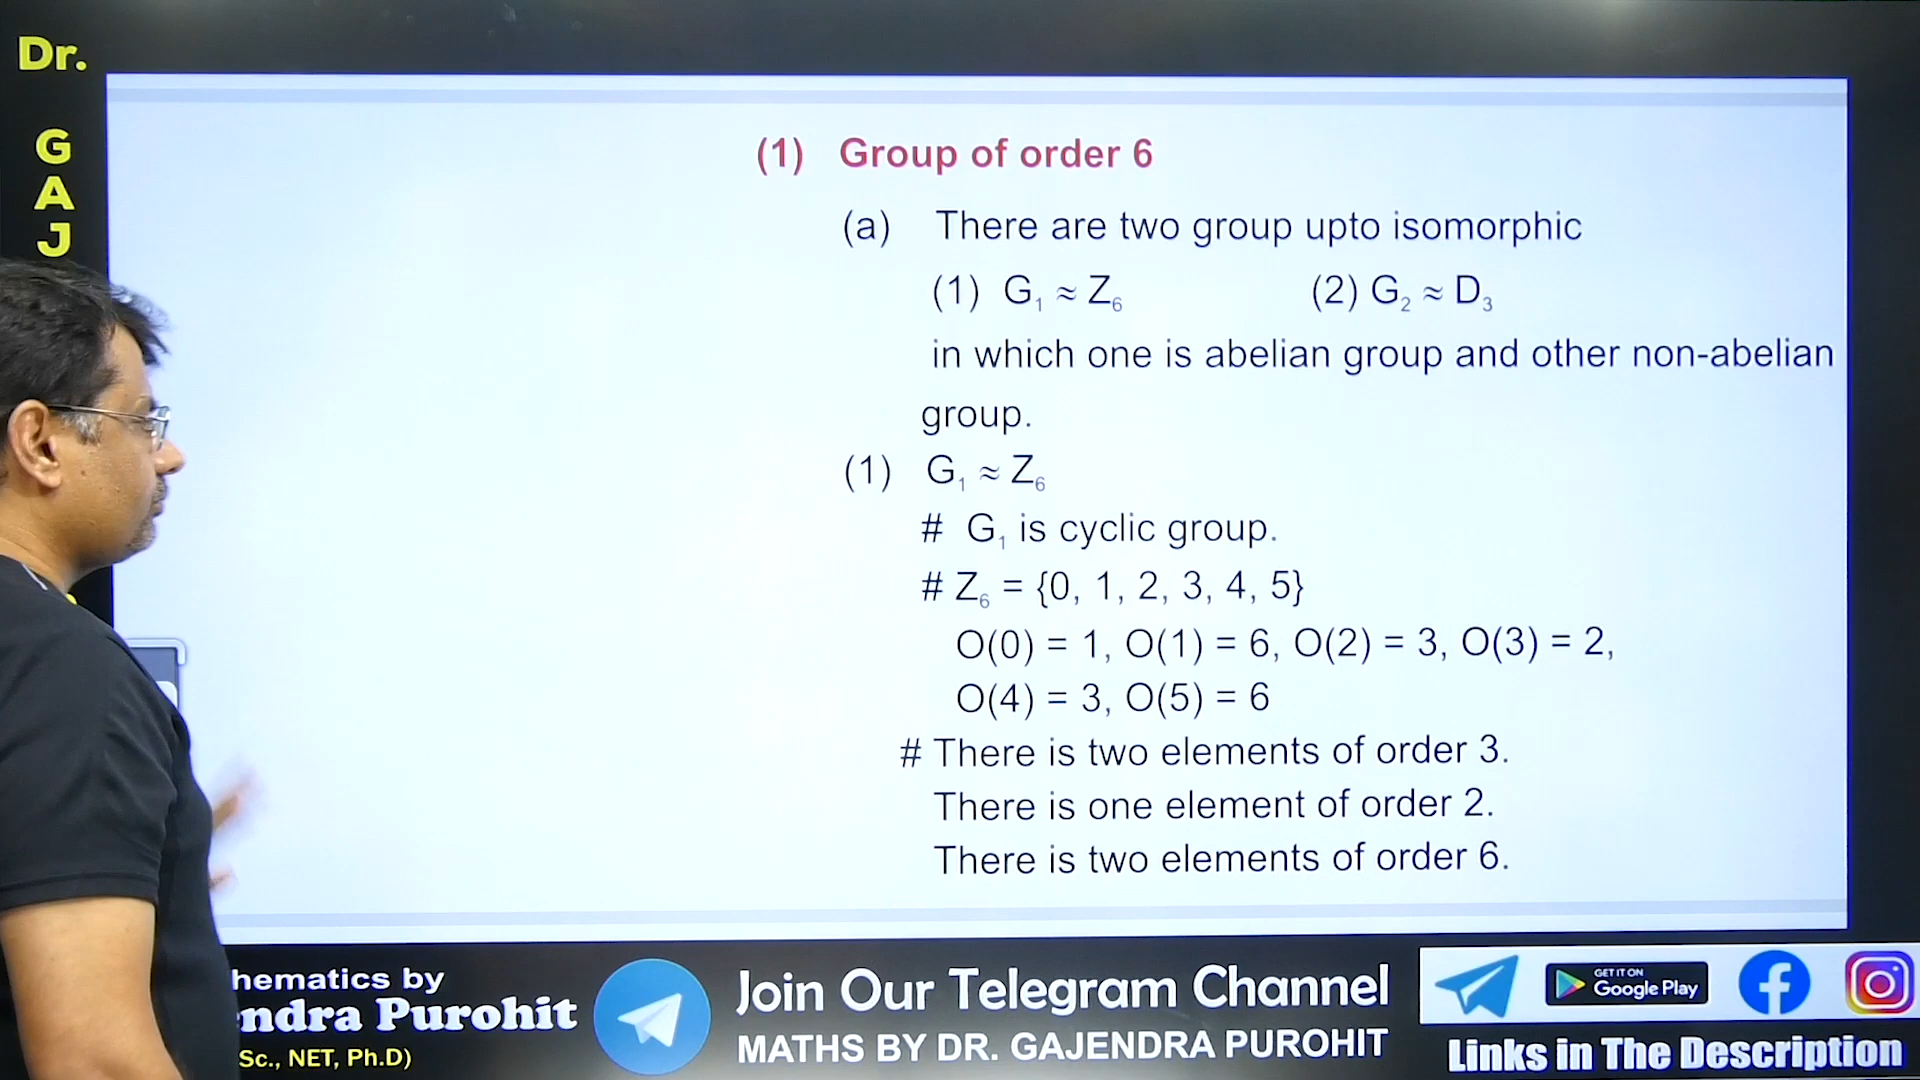 Dr.
G
A
J
(1) Group of order 6
(a) There are two group upto isomorphic
(1) G₁ ≈ Z₆ (2) G₂ ≈ D₃
in which one is abelian group and other non-abelian
group.
(1) G₁ ≈ Z₆
# G₁ is cyclic group.
# Z₆ = {0, 1, 2, 3, 4, 5}
O(0) = 1, O(1) = 6, O(2) = 3, O(3) = 2,
O(4) = 3, O(5) = 6
# There is two elements of order 3.
There is one element of order 2.
There is two elements of order 6.
hematics by
ndra Purohit
Sc., NET, Ph.D)
Join Our Telegram Channel
MATHS BY DR. GAJENDRA PUROHIT
GET IT ON
Google Play
Links in The Description